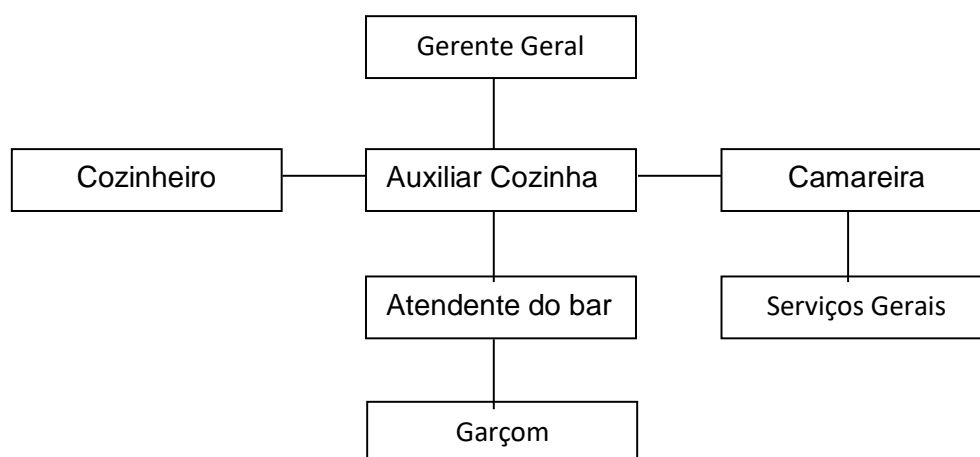 Gerente Geral
Cozinheiro
Auxiliar Cozinha
Camareira
Atendente do bar
Serviços Gerais
Garçom